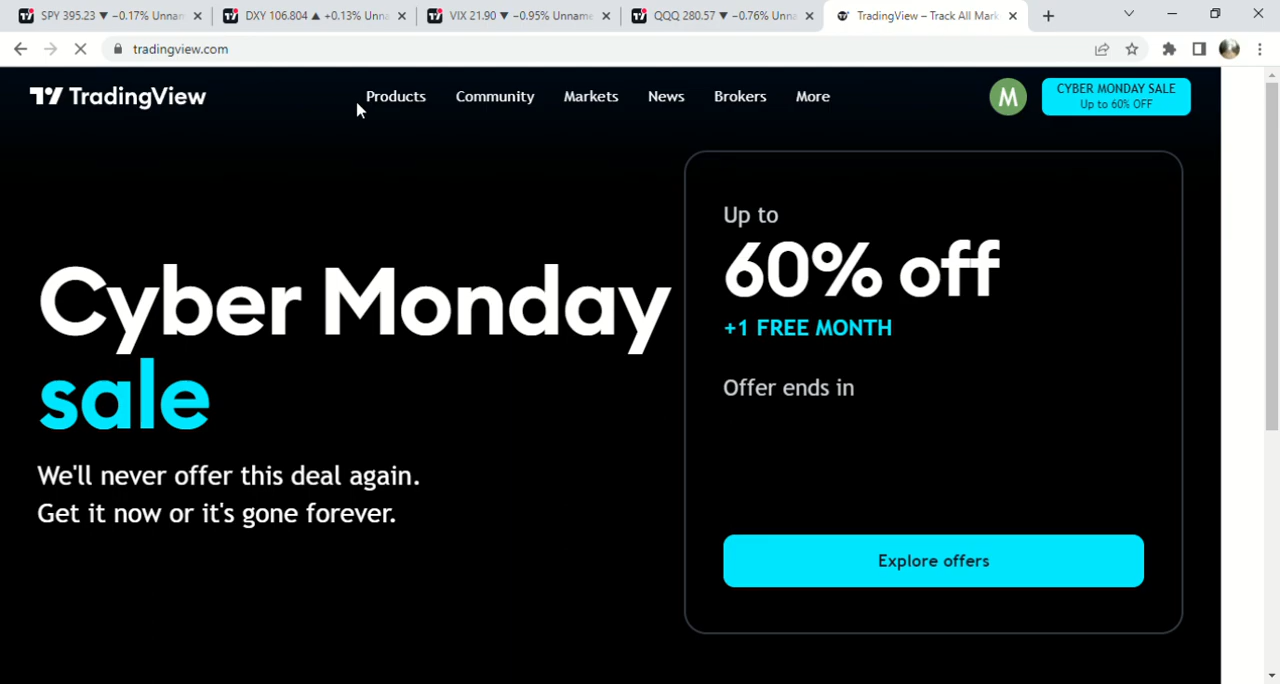 SPY 395.23 ▼ −0.17% Unnam
DXY 106.804 ▲ +0.13% Unna
VIX 21.90 ▼ −0.95% Unname
QQQ 280.57 ▼ −0.76% Unna
TradingView – Track All Mark
tradingview.com
TradingView
Products
Community
Markets
News
Brokers
More
M
CYBER MONDAY SALE
Up to 60% OFF
Cyber Monday
sale
We'll never offer this deal again.
Get it now or it's gone forever.
Up to
60% off
+1 FREE MONTH
Offer ends in
Explore offers